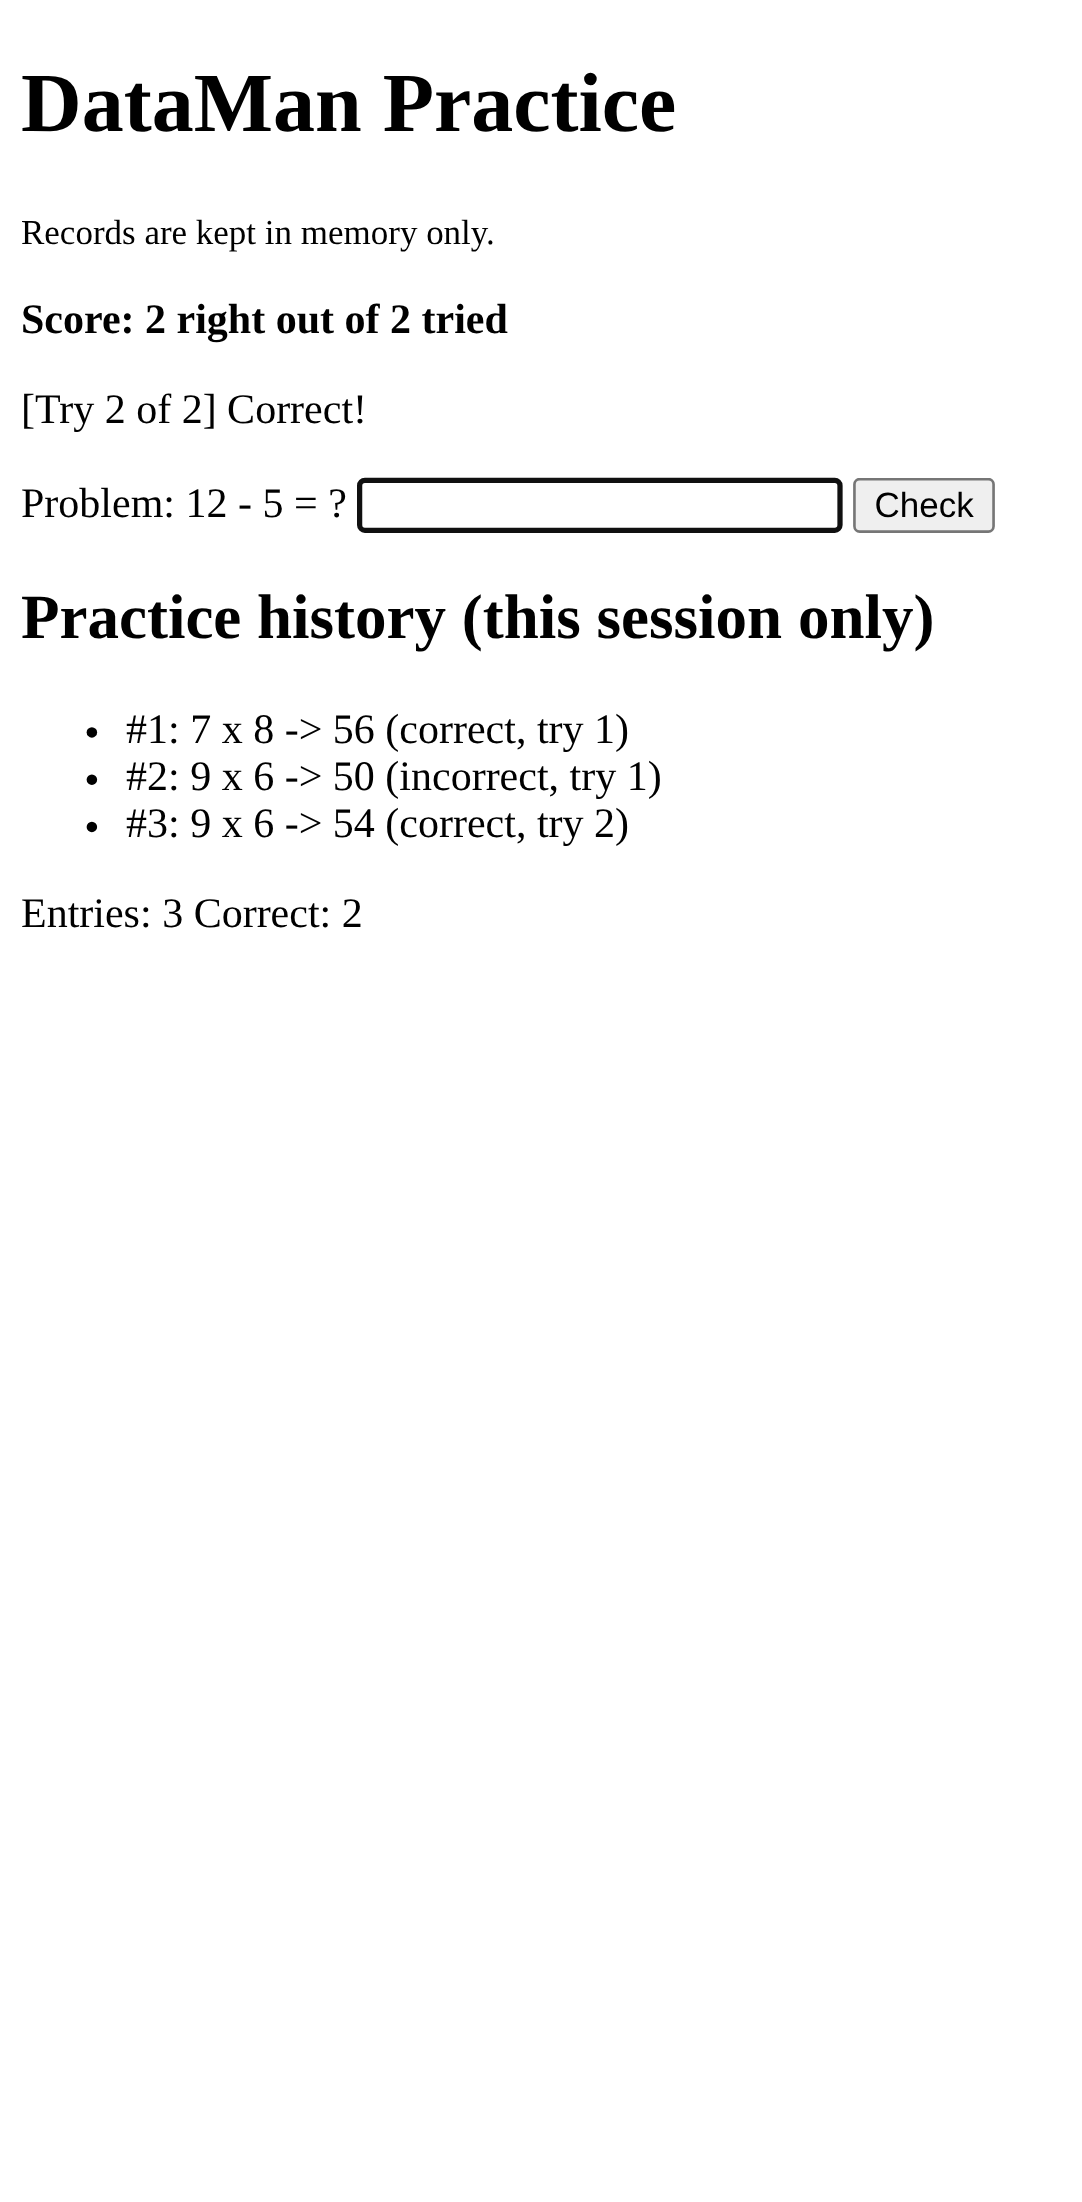 DataMan Practice
Records are kept in memory only.
Score: 2 right out of 2 tried
[Try 2 of 2] Correct!
Problem: 12 - 5 = ? Check
Practice history (this session only)
• #1: 7 x 8 -> 56 (correct, try 1)
• #2: 9 x 6 -> 50 (incorrect, try 1)
• #3: 9 x 6 -> 54 (correct, try 2)
Entries: 3 Correct: 2